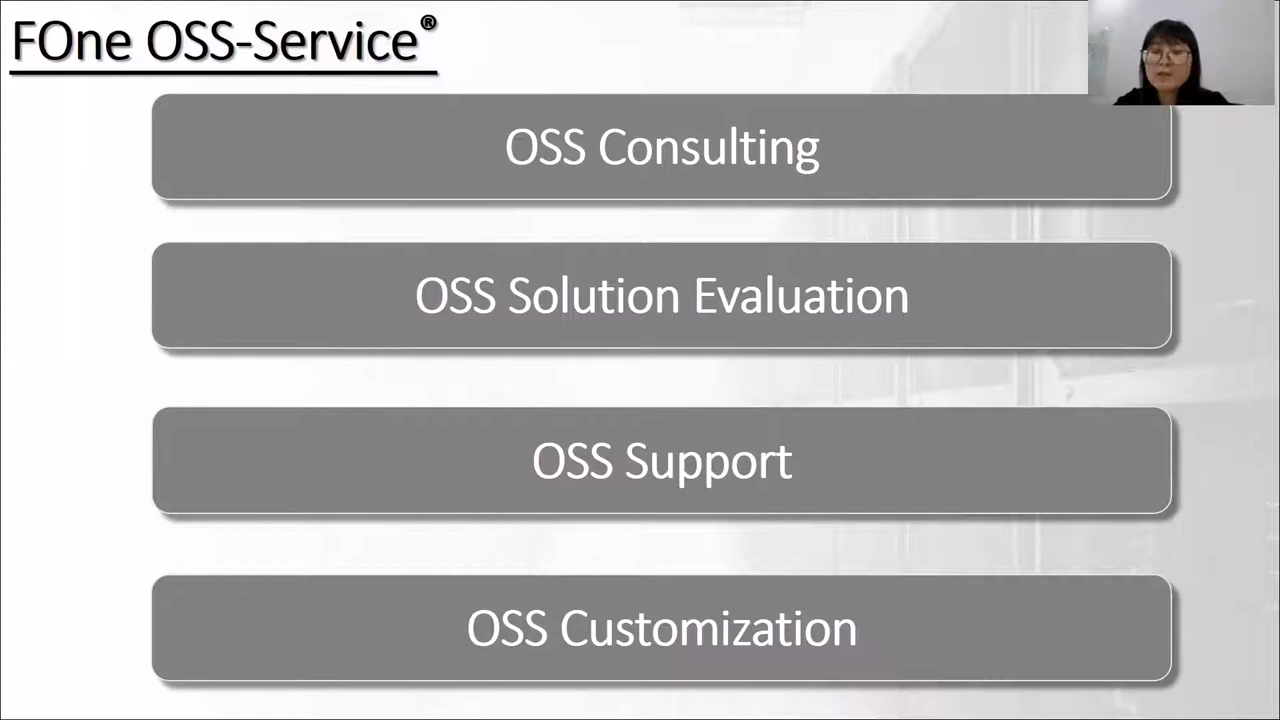 FOne OSS-Service®
OSS Consulting
OSS Solution Evaluation
OSS Support
OSS Customization